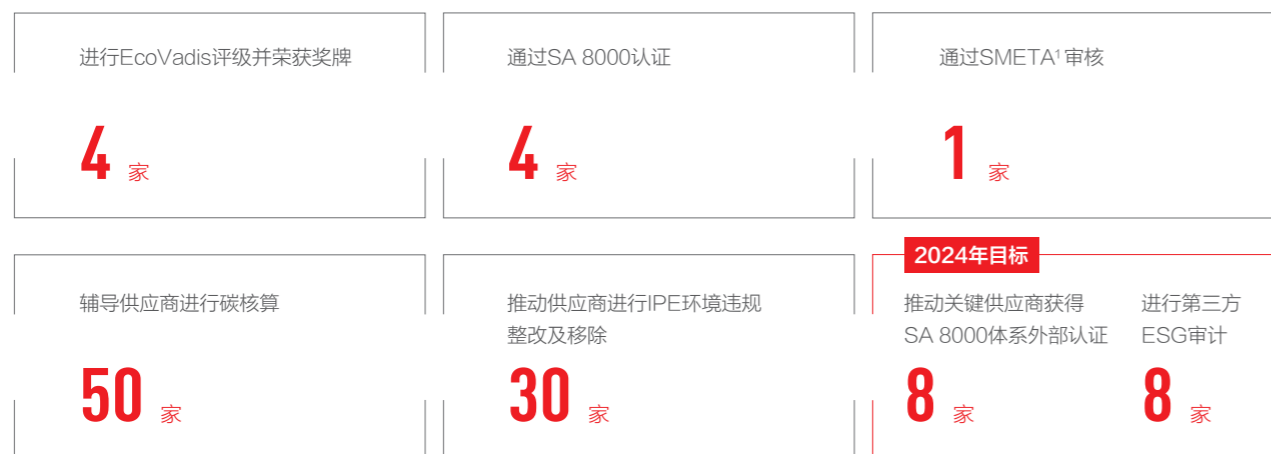 进行EcoVadis评级并荣获奖牌
4 家
通过SA 8000认证
4 家
通过SMETA¹审核
1 家
辅导供应商进行碳核算
50 家
推动供应商进行IPE环境违规
整改及移除
30 家
2024年目标
推动关键供应商获得
SA 8000体系外部认证
8 家
进行第三方
ESG审计
8 家